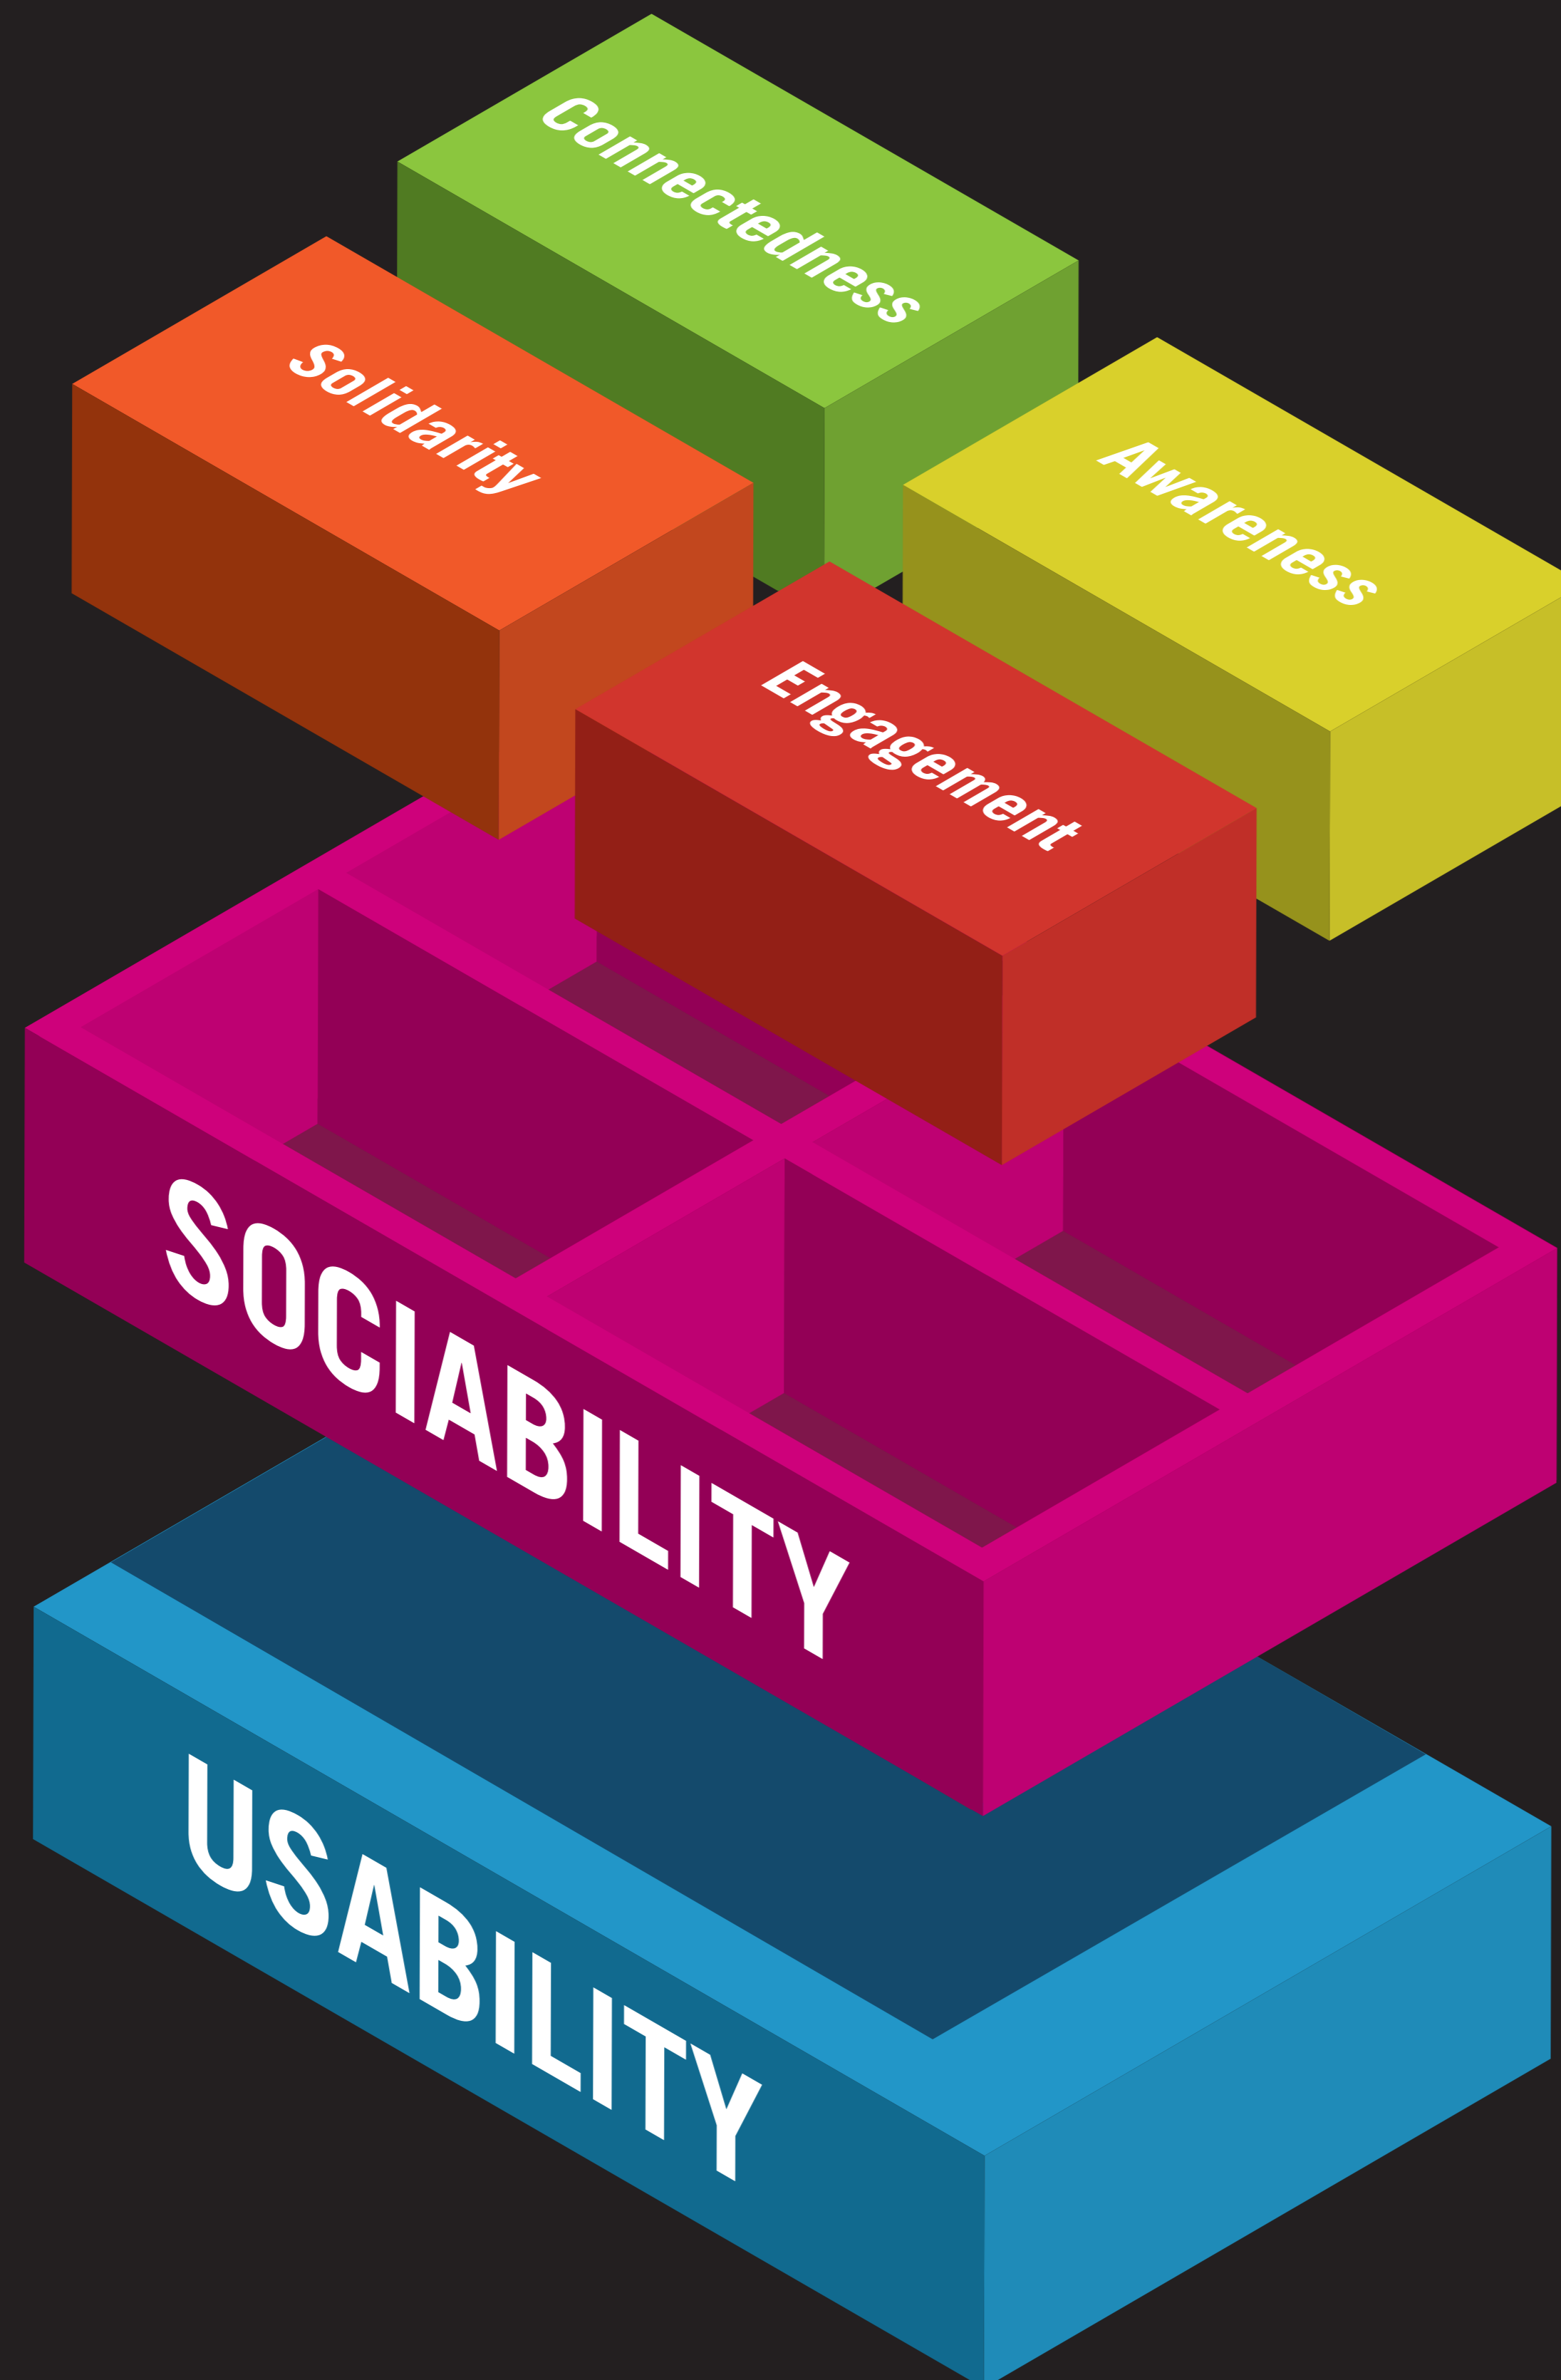 Connectedness
Solidarity
Awareness
Engagement
SOCIABILITY
USABILITY